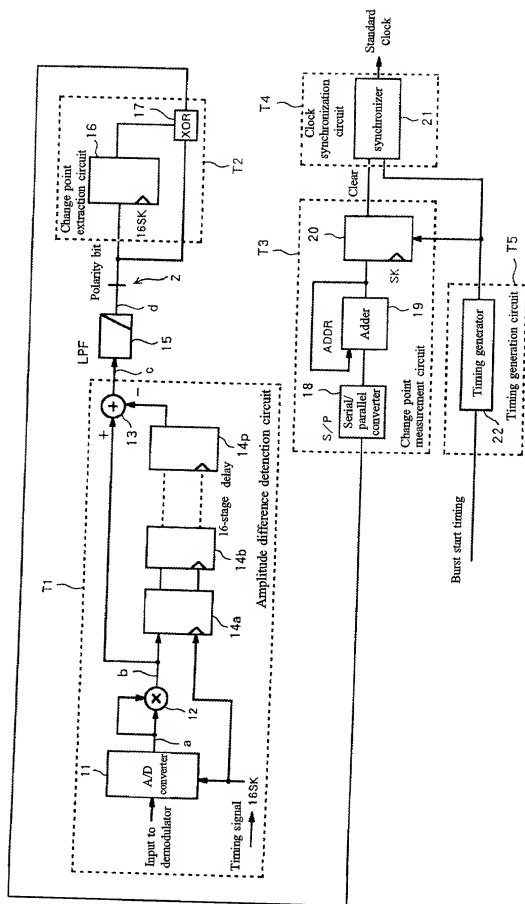 T1
11
A/D
converter
Input to
demodulator
Timing signal
16SK
a
12
b
14a
14b
14p
16-stage delay
Amplitude difference detenction circuit
+
−
13
c
LPF
15
d
Polarity bit
2
Change point
extraction circuit
16
16SK
17
XOR
T2
T3
S/P
18
Serial/
parallel
converter
ADDR
Adder
19
20
SK
Change point
measurement circuit
Clear
T4
Clock
synchronization
circuit
synchronizer
21
Standard
clock
Burst start timing
Timing generator
22
Timing generation circuit
T5